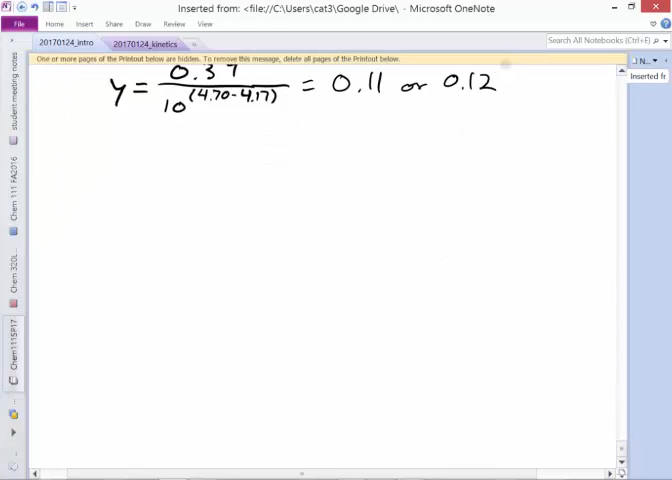 Inserted from: <file://C:\Users\cat3\Google Drive\ - Microsoft OneNote
File Home Insert Share Draw Review View
20170124_intro 20170124_kinetics Search All Notebooks (Ctrl+E)
One or more pages of the Printout below are hidden. To remove this message, delete all pages of the Printout below.
N...
Inserted fr
y = 0.37 / 10^(4.70-4.17) = 0.11 or 0.12
student meeting notes
Chem 111 FA2016
Chem 320L
Chem111SP17